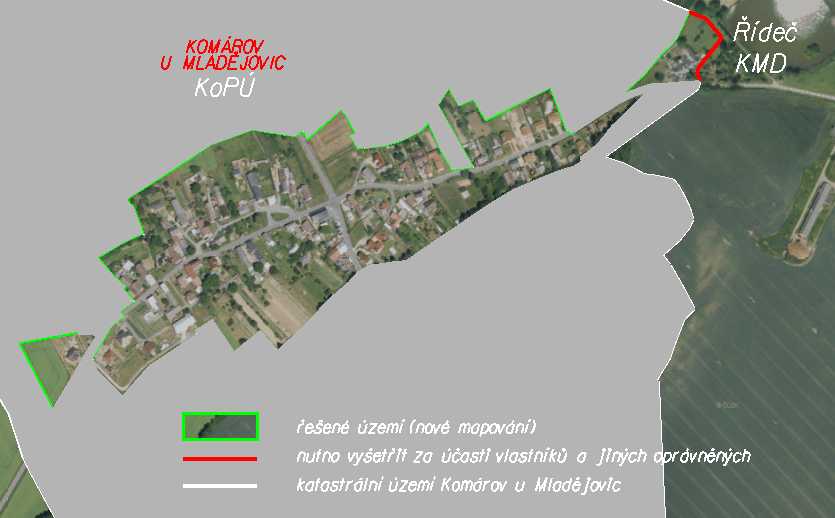 KOMÁROV
U MLADĚJOVIC
KoPÚ
Řídeč
KMD
řešené území (nové mapování)
nutno vyšetřit za účasti vlastníků a jiných oprávněných
katastrální území Komárov u Mladějovic